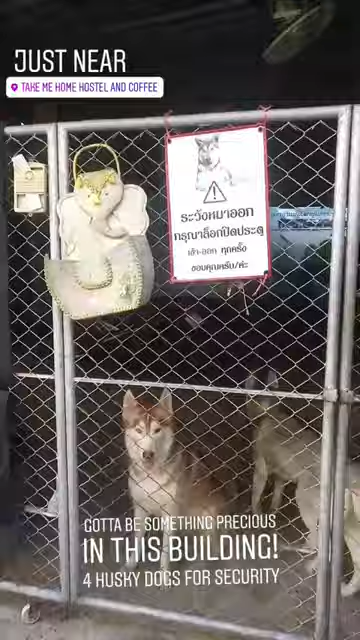 JUST NEAR
TAKE ME HOME HOSTEL AND COFFEE
ระวังหมาออก
กรุณาล็อกปิดประตู
เข้า-ออก ทุกครั้ง
ขอบคุณครับ/ค่ะ
GOTTA BE SOMETHING PRECIOUS
IN THIS BUILDING!
4 HUSKY DOGS FOR SECURITY